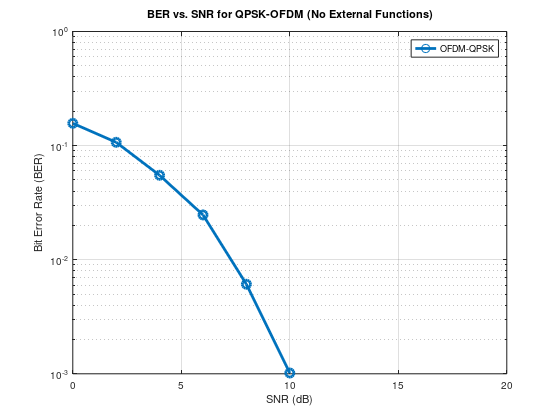 BER vs. SNR for QPSK-OFDM (No External Functions)
OFDM-QPSK
10^0
10^-1
10^-2
10^-3
Bit Error Rate (BER)
0 5 10 15 20
SNR (dB)